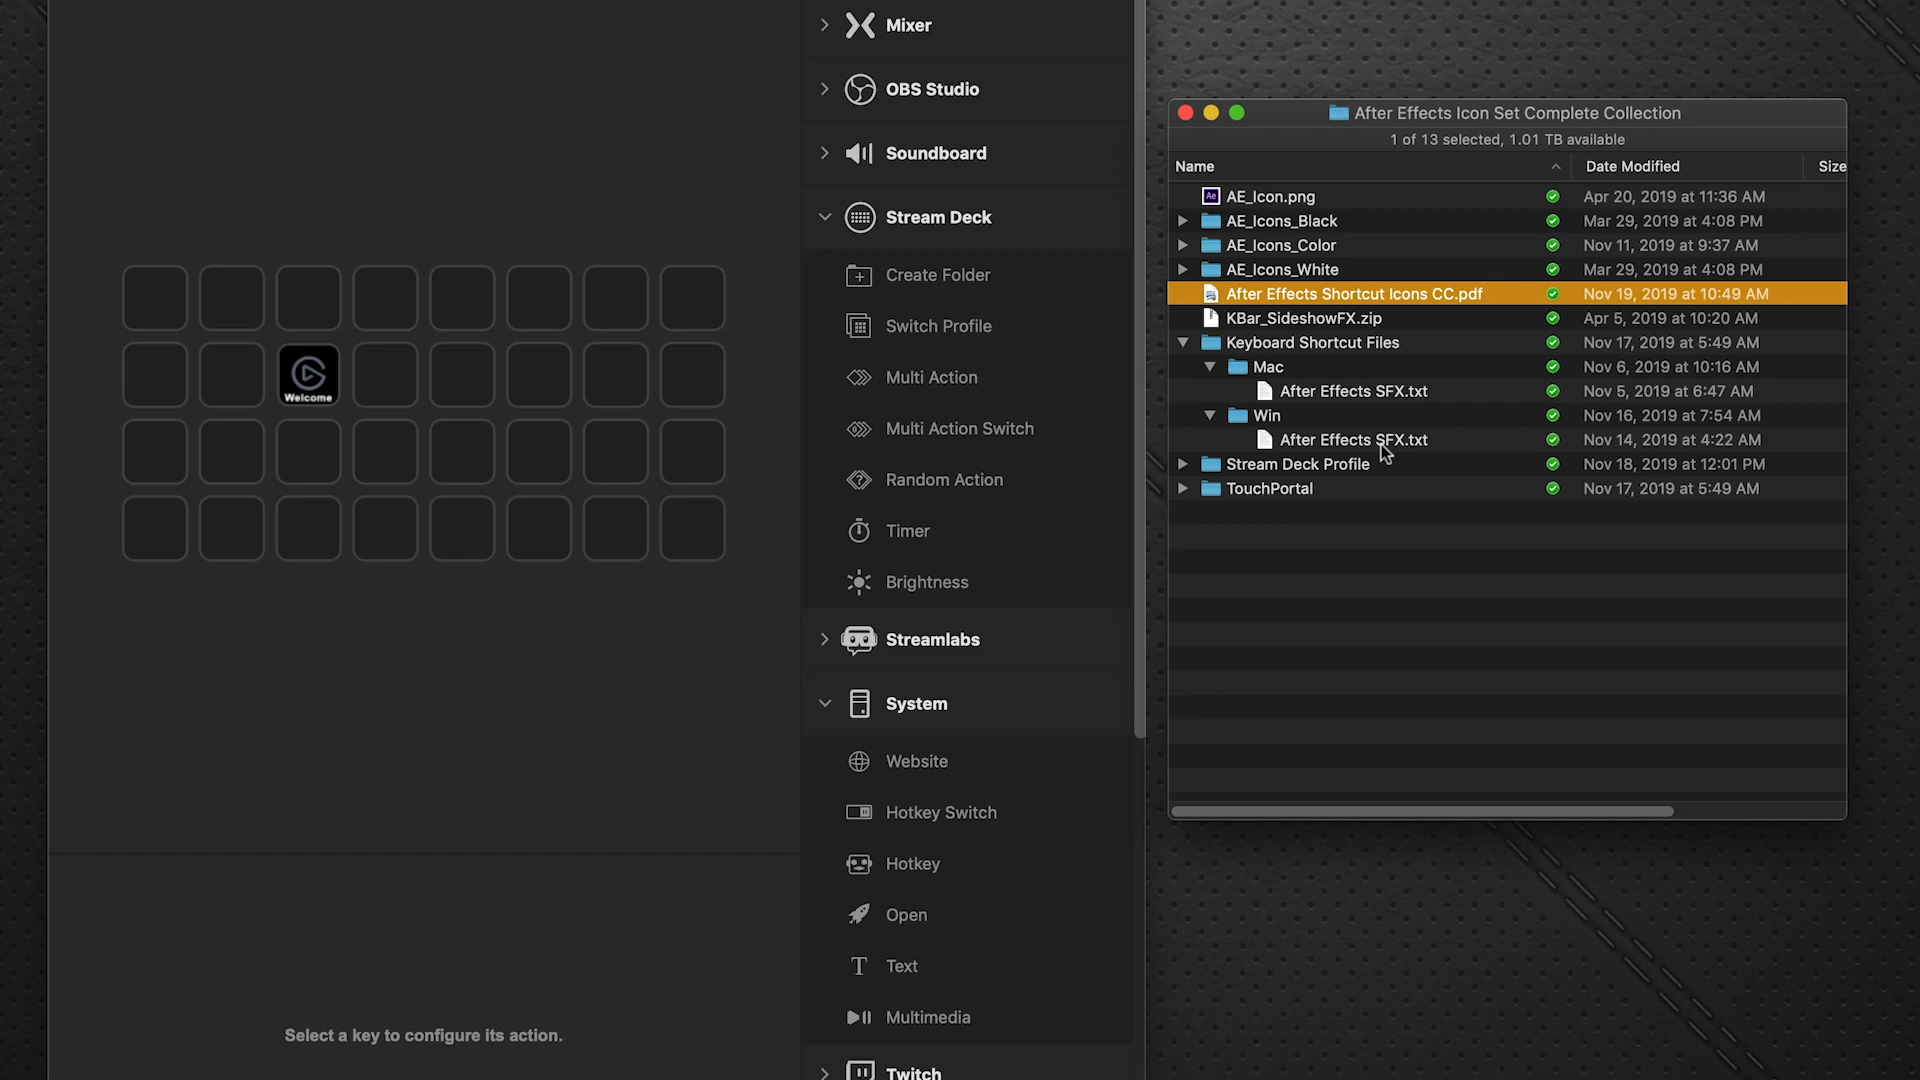 Mixer
OBS Studio
Soundboard
Stream Deck
Create Folder
Switch Profile
Multi Action
Multi Action Switch
Random Action
Timer
Brightness
Streamlabs
System
Website
Hotkey Switch
Hotkey
Open
Text
Multimedia
Twitch
Welcome
Select a key to configure its action.
After Effects Icon Set Complete Collection
1 of 13 selected, 1.01 TB available
Name Date Modified Size
Ae AE_Icon.png Apr 20, 2019 at 11:36 AM
AE_Icons_Black Mar 29, 2019 at 4:08 PM
AE_Icons_Color Nov 11, 2019 at 9:37 AM
AE_Icons_White Mar 29, 2019 at 4:08 PM
After Effects Shortcut Icons CC.pdf Nov 19, 2019 at 10:49 AM
KBar_SideshowFX.zip Apr 5, 2019 at 10:20 AM
Keyboard Shortcut Files Nov 17, 2019 at 5:49 AM
Mac Nov 6, 2019 at 10:16 AM
After Effects SFX.txt Nov 5, 2019 at 6:47 AM
Win Nov 16, 2019 at 7:54 AM
After Effects SFX.txt Nov 14, 2019 at 4:22 AM
Stream Deck Profile Nov 18, 2019 at 12:01 PM
TouchPortal Nov 17, 2019 at 5:49 AM